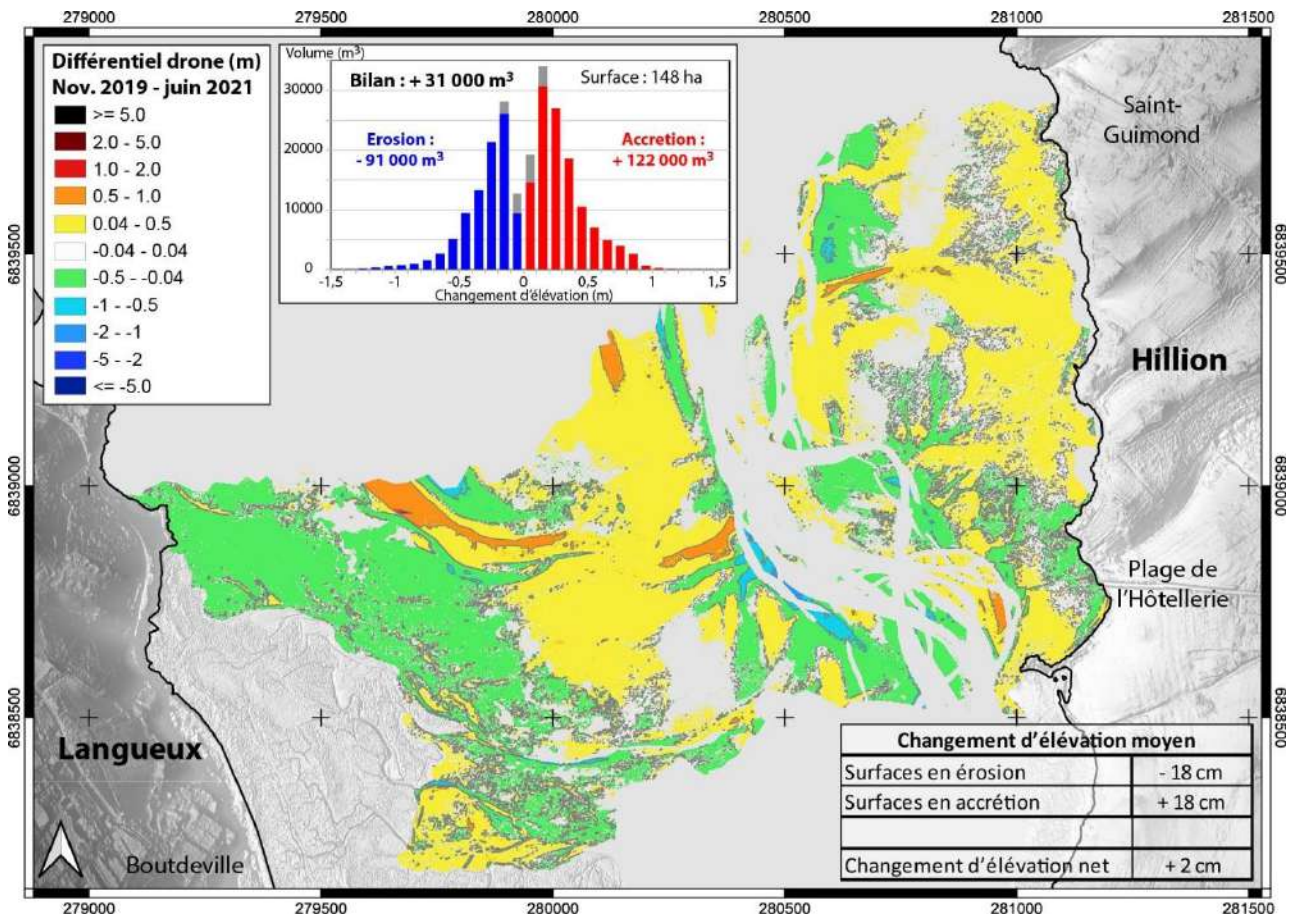 279000 279500 280000 280500 281000 281500
Différentiel drone (m)
Nov. 2019 - juin 2021
>= 5.0
2.0 - 5.0
1.0 - 2.0
0.5 - 1.0
0.04 - 0.5
-0.04 - 0.04
-0.5 - -0.04
-1 - -0.5
-2 - -1
-5 - -2
<= -5.0
Volume (m³)
Bilan : + 31 000 m³
Surface : 148 ha
Erosion :
- 91 000 m³
Accretion :
+ 122 000 m³
30000
20000
10000
0
-1,5 -1 -0,5 0 0,5 1 1,5
Changement d'élévation (m)
Saint-
Guimond
6839500 6839500
Hillion
6839000 6839000
Plage de
l'Hôtellerie
6838500 6838500
Langueux
Boutdeville
Changement d'élévation moyen
Surfaces en érosion - 18 cm
Surfaces en accrétion + 18 cm
Changement d'élévation net + 2 cm
279000 279500 280000 280500 281000 281500